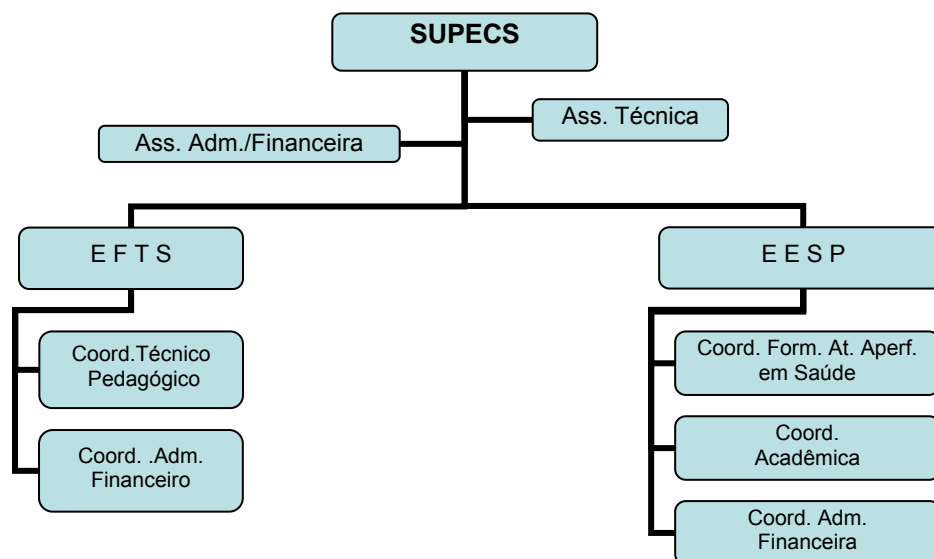 SUPECS
Ass. Técnica
Ass. Adm./Financeira
E F T S
E E S P
Coord.Técnico
Pedagógico
Coord. .Adm.
Financeiro
Coord. Form. At. Aperf.
em Saúde
Coord.
Acadêmica
Coord. Adm.
Financeira